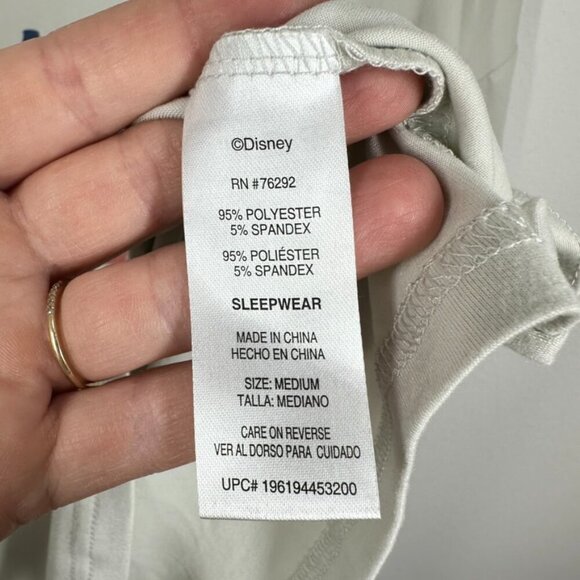 ©Disney
RN #76292
95% POLYESTER
5% SPANDEX
95% POLIÉSTER
5% SPANDEX
SLEEPWEAR
MADE IN CHINA
HECHO EN CHINA
SIZE: MEDIUM
TALLA: MEDIANO
CARE ON REVERSE
VER AL DORSO PARA CUIDADO
UPC# 196194453200